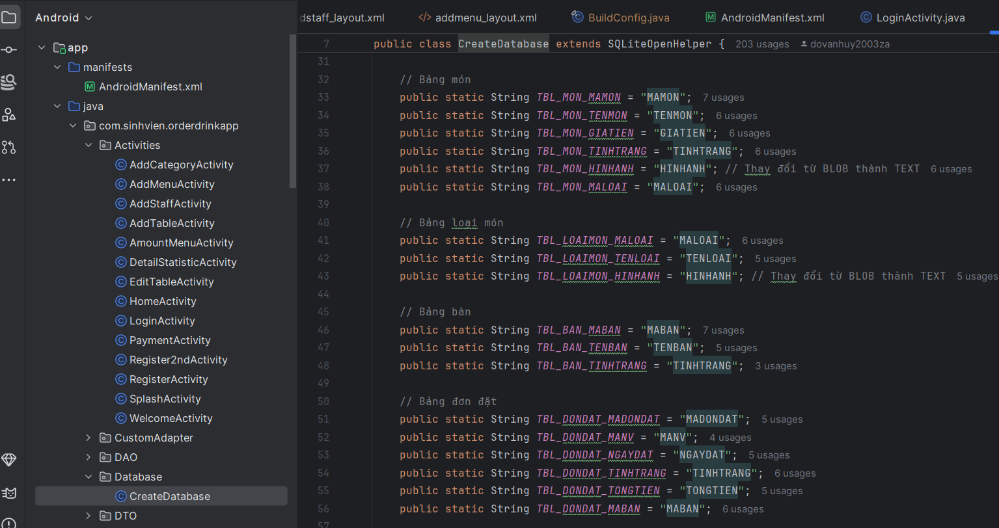 Android
app
manifests
AndroidManifest.xml
java
com.sinhvien.orderdrinkapp
Activities
AddCategoryActivity
AddMenuActivity
AddStaffActivity
AddTableActivity
AmountMenuActivity
DetailStatisticActivity
EditTableActivity
HomeActivity
LoginActivity
PaymentActivity
Register2ndActivity
RegisterActivity
SplashActivity
WelcomeActivity
CustomAdapter
DAO
Database
CreateDatabase
DTO
dstaff_layout.xml addmenu_layout.xml BuildConfig.java AndroidManifest.xml LoginActivity.java
7 public class CreateDatabase extends SQLiteOpenHelper { 203 usages dovanhuy2003za
31
32 // Bảng món
33 public static String TBL_MON_MAMON = "MAMON"; 7 usages
34 public static String TBL_MON_TENMON = "TENMON"; 6 usages
35 public static String TBL_MON_GIATIEN = "GIATIEN"; 6 usages
36 public static String TBL_MON_TINHTRANG = "TINHTRANG"; 6 usages
37 public static String TBL_MON_HINHANH = "HINHANH"; // Thay đổi từ BLOB thành TEXT 6 usages
38 public static String TBL_MON_MALOAI = "MALOAI"; 6 usages
39
40 // Bảng loại món
41 public static String TBL_LOAIMON_MALOAI = "MALOAI"; 6 usages
42 public static String TBL_LOAIMON_TENLOAI = "TENLOAI"; 5 usages
43 public static String TBL_LOAIMON_HINHANH = "HINHANH"; // Thay đổi từ BLOB thành TEXT 5 usages
44
45 // Bảng bàn
46 public static String TBL_BAN_MABAN = "MABAN"; 7 usages
47 public static String TBL_BAN_TENBAN = "TENBAN"; 5 usages
48 public static String TBL_BAN_TINHTRANG = "TINHTRANG"; 3 usages
49
50 // Bảng đơn đặt
51 public static String TBL_DONDAT_MADONDAT = "MADONDAT"; 5 usages
52 public static String TBL_DONDAT_MANV = "MANV"; 4 usages
53 public static String TBL_DONDAT_NGAYDAT = "NGAYDAT"; 5 usages
54 public static String TBL_DONDAT_TINHTRANG = "TINHTRANG"; 6 usages
55 public static String TBL_DONDAT_TONGTIEN = "TONGTIEN"; 5 usages
56 public static String TBL_DONDAT_MABAN = "MABAN"; 6 usages
57